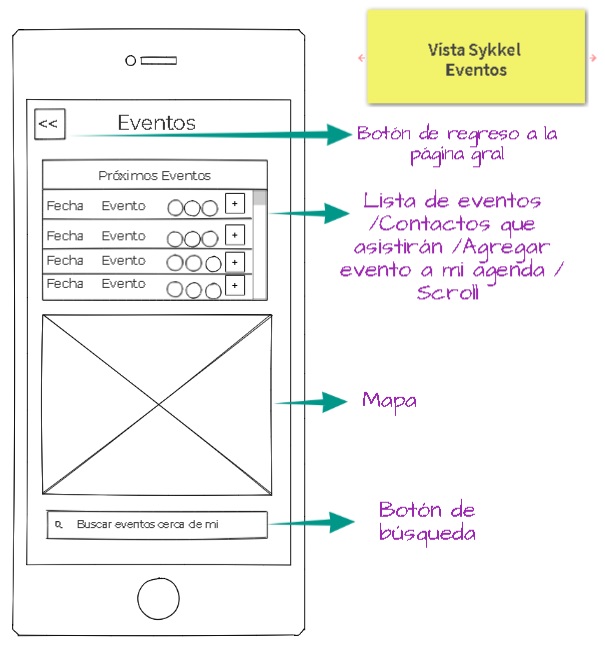 Vista Sykkel
Eventos
<<
Eventos
Botón de regreso a la
página gral
Próximos Eventos
Fecha Evento +
Fecha Evento +
Fecha Evento +
Fecha Evento +
Lista de eventos
/Contactos que
asistirán /Agregar
evento a mi agenda /
Scroll
Mapa
Buscar eventos cerca de mi
Botón de
búsqueda